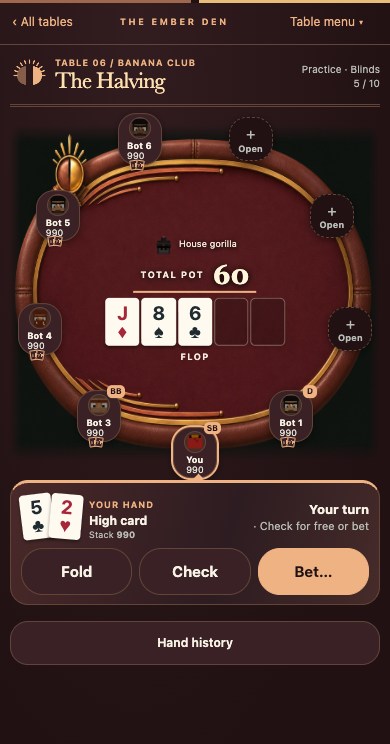 ‹ All tables
THE EMBER DEN
Table menu ▾
TABLE 06 / BANANA CLUB
The Halving
Practice · Blinds
5 / 10
Bot 6
990
+
Open
Bot 5
990
+
Open
House gorilla
TOTAL POT 60
J♦ 8♠ 6♣
FLOP
Bot 4
990
+
Open
BB
Bot 3
990
SB
You
990
D
Bot 1
990
5♣ 2♥
YOUR HAND
High card
Stack 990
Your turn
· Check for free or bet
Fold
Check
Bet...
Hand history